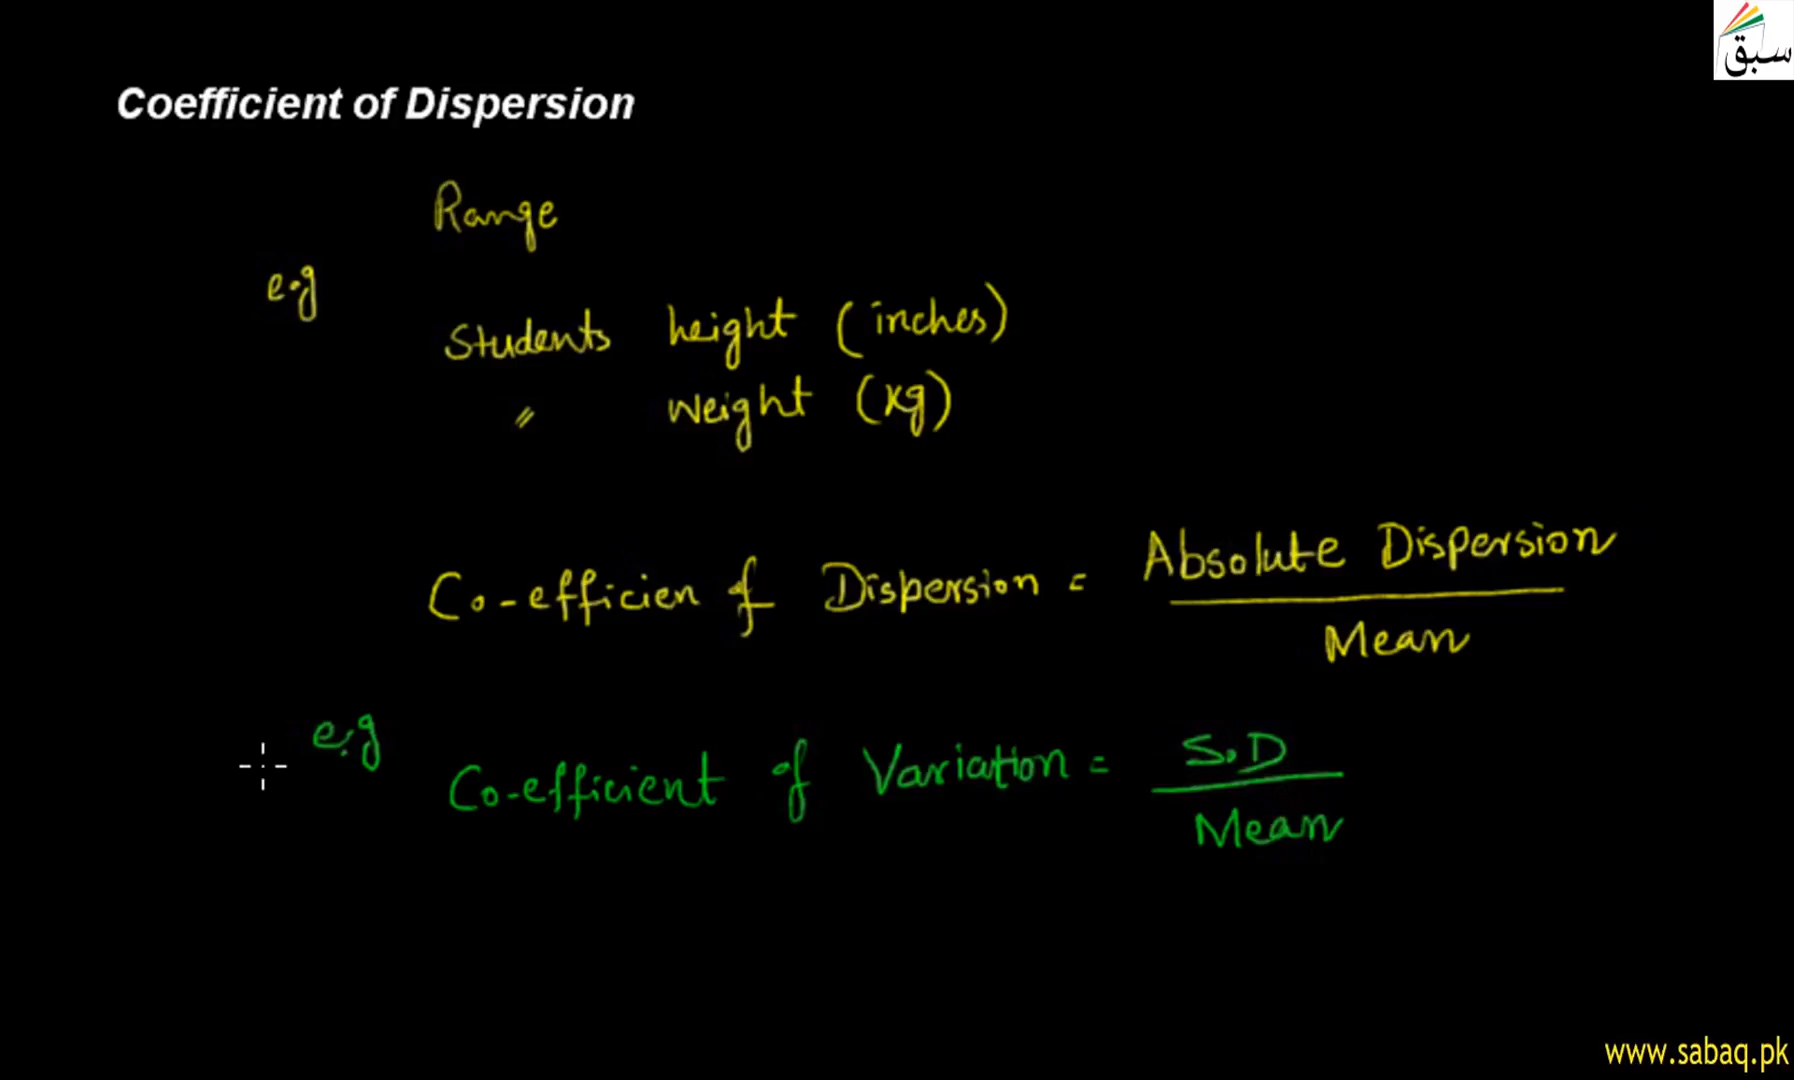 سبق
Coefficient of Dispersion
Range
e.g
Students height (inches)
" weight (kg)
Co-efficien of Dispersion = Absolute Dispersion
Mean
e.g
Co-efficient of Variation = S.D
Mean
www.sabaq.pk